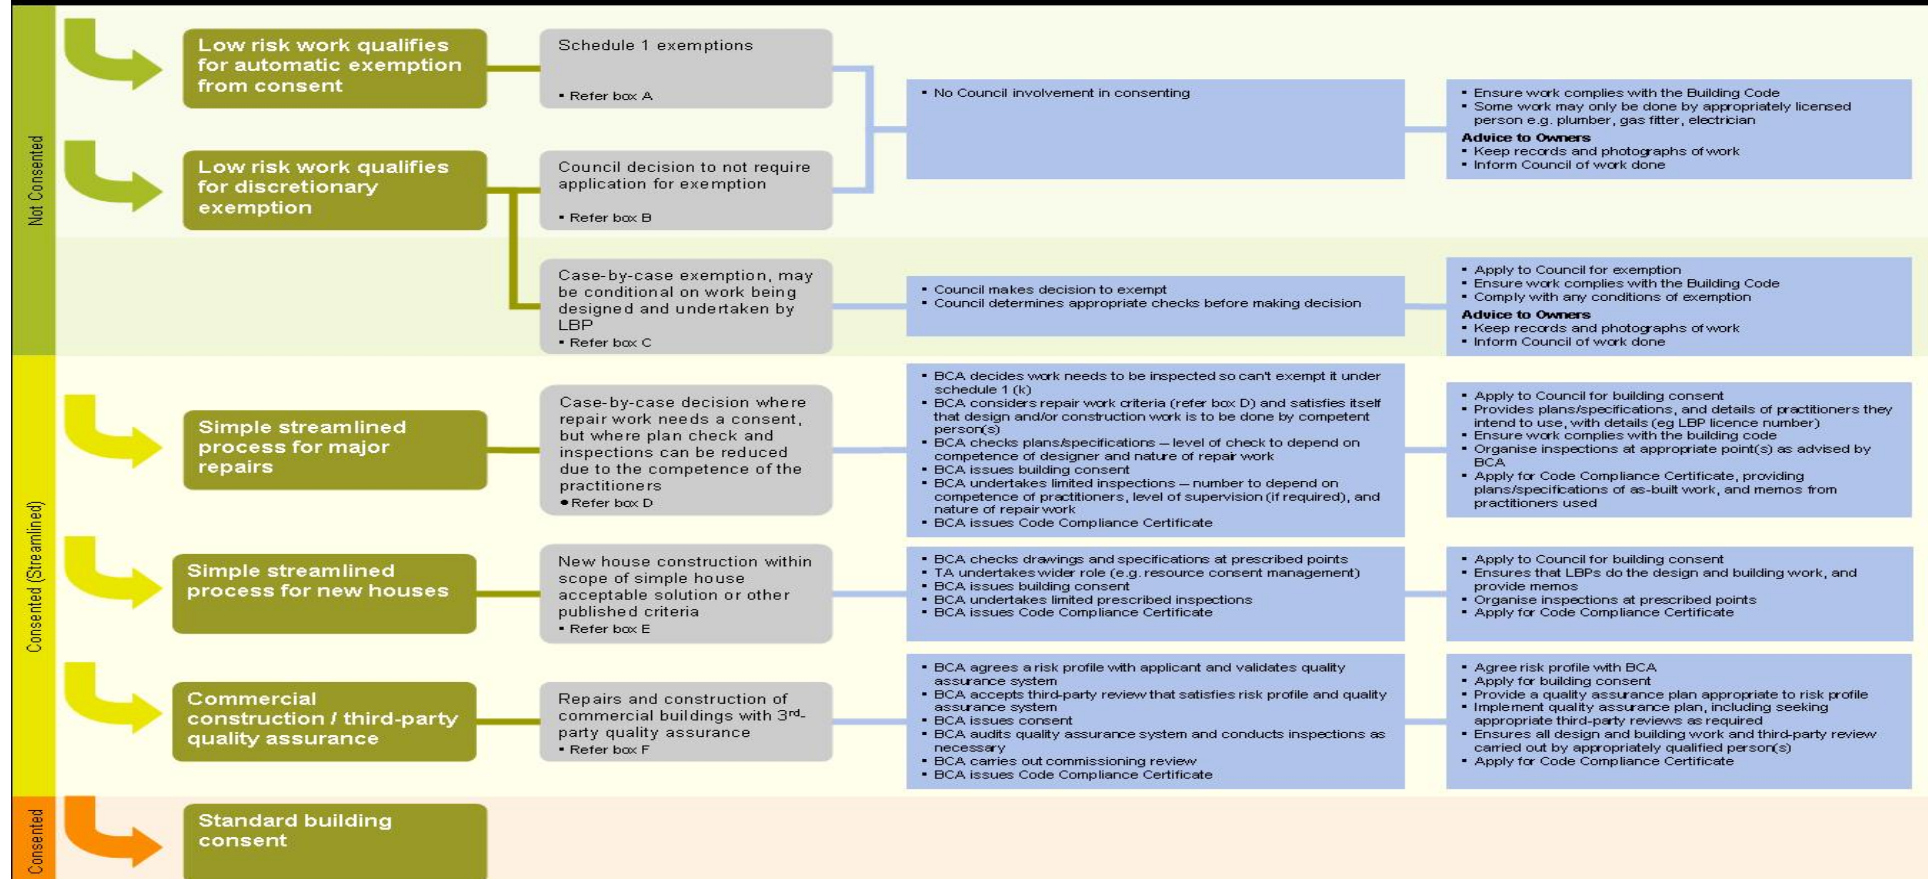 Not Consented
Low risk work qualifies
for automatic exemption
from consent
Schedule 1 exemptions
▪ Refer box A
▪ No Council involvement in consenting
▪ Ensure work complies with the Building Code
▪ Some work may only be done by appropriately licensed
person e.g. plumber, gas fitter, electrician
Advice to Owners
▪ Keep records and photographs of work
▪ Inform Council of work done
Low risk work qualifies
for discretionary
exemption
Council decision to not require
application for exemption
▪ Refer box B
Case-by-case exemption, may
be conditional on work being
designed and undertaken by
LBP
▪ Refer box C
▪ Council makes decision to exempt
▪ Council determines appropriate checks before making decision
▪ Apply to Council for exemption
▪ Ensure work complies with the Building Code
▪ Comply with any conditions of exemption
Advice to Owners
▪ Keep records and photographs of work
▪ Inform Council of work done
Consented (Streamlined)
Simple streamlined
process for major
repairs
Case-by-case decision where
repair work needs a consent,
but where plan check and
inspections can be reduced
due to the competence of the
practitioners
● Refer box D
▪ BCA decides work needs to be inspected so can't exempt it under
schedule 1 (k)
▪ BCA considers repair work criteria (refer box D) and satisfies itself
that design and/or construction work is to be done by competent
person(s)
▪ BCA checks plans/specifications – level of check to depend on
competence of designer and nature of repair work
▪ BCA issues building consent
▪ BCA undertakes limited inspections – number to depend on
competence of practitioners, level of supervision (if required), and
nature of repair work
▪ BCA issues Code Compliance Certificate
▪ Apply to Council for building consent
▪ Provides plans/specifications, and details of practitioners they
intend to use, with details (eg LBP licence number)
▪ Ensure work complies with the building code
▪ Organise inspections at appropriate point(s) as advised by
BCA
▪ Apply for Code Compliance Certificate, providing
plans/specifications of as-built work, and memos from
practitioners used
Simple streamlined
process for new houses
New house construction within
scope of simple house
acceptable solution or other
published criteria
▪ Refer box E
▪ BCA checks drawings and specifications at prescribed points
▪ TA undertakes wider role (e.g. resource consent management)
▪ BCA issues building consent
▪ BCA undertakes limited prescribed inspections
▪ BCA issues Code Compliance Certificate
▪ Apply to Council for building consent
▪ Ensures that LBPs do the design and building work, and
provide memos
▪ Organise inspections at prescribed points
▪ Apply for Code Compliance Certificate
Commercial
construction / third-party
quality assurance
Repairs and construction of
commercial buildings with 3rd-
party quality assurance
▪ Refer box F
▪ BCA agrees a risk profile with applicant and validates quality
assurance system
▪ BCA accepts third-party review that satisfies risk profile and quality
assurance system
▪ BCA issues consent
▪ BCA audits quality assurance system and conducts inspections as
necessary
▪ BCA carries out commissioning review
▪ BCA issues Code Compliance Certificate
▪ Agree risk profile with BCA
▪ Apply for building consent
▪ Provide a quality assurance plan appropriate to risk profile
▪ Implement quality assurance plan, including seeking
appropriate third-party reviews as required
▪ Ensures all design and building work and third-party review
carried out by appropriately qualified person(s)
▪ Apply for Code Compliance Certificate
Consented
Standard building
consent